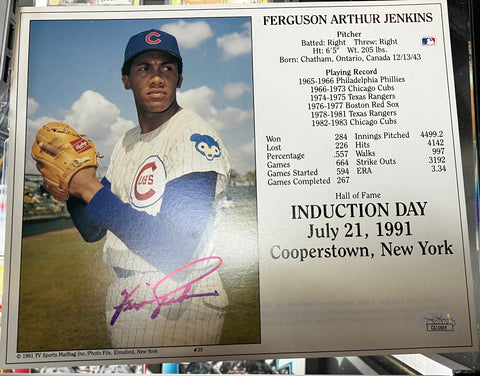 FERGUSON ARTHUR JENKINS
Pitcher
Batted: Right Threw: Right
Ht: 6'5" Wt. 205 lbs.
Born: Chatham, Ontario, Canada 12/13/43
Playing Record
1965-1966 Philadelphia Phillies
1966-1973 Chicago Cubs
1974-1975 Texas Rangers
1976-1977 Boston Red Sox
1978-1981 Texas Rangers
1982-1983 Chicago Cubs
Won 284 Innings Pitched 4499.2
Lost 226 Hits 4142
Percentage .557 Walks 997
Games 664 Strike Outs 3192
Games Started 594 ERA 3.34
Games Completed 267
Hall of Fame
INDUCTION DAY
July 21, 1991
Cooperstown, New York
C
CUBS
Rawlings
© 1991 TV Sports Mailbag Inc./Photo File, Elmsford, New York
#39